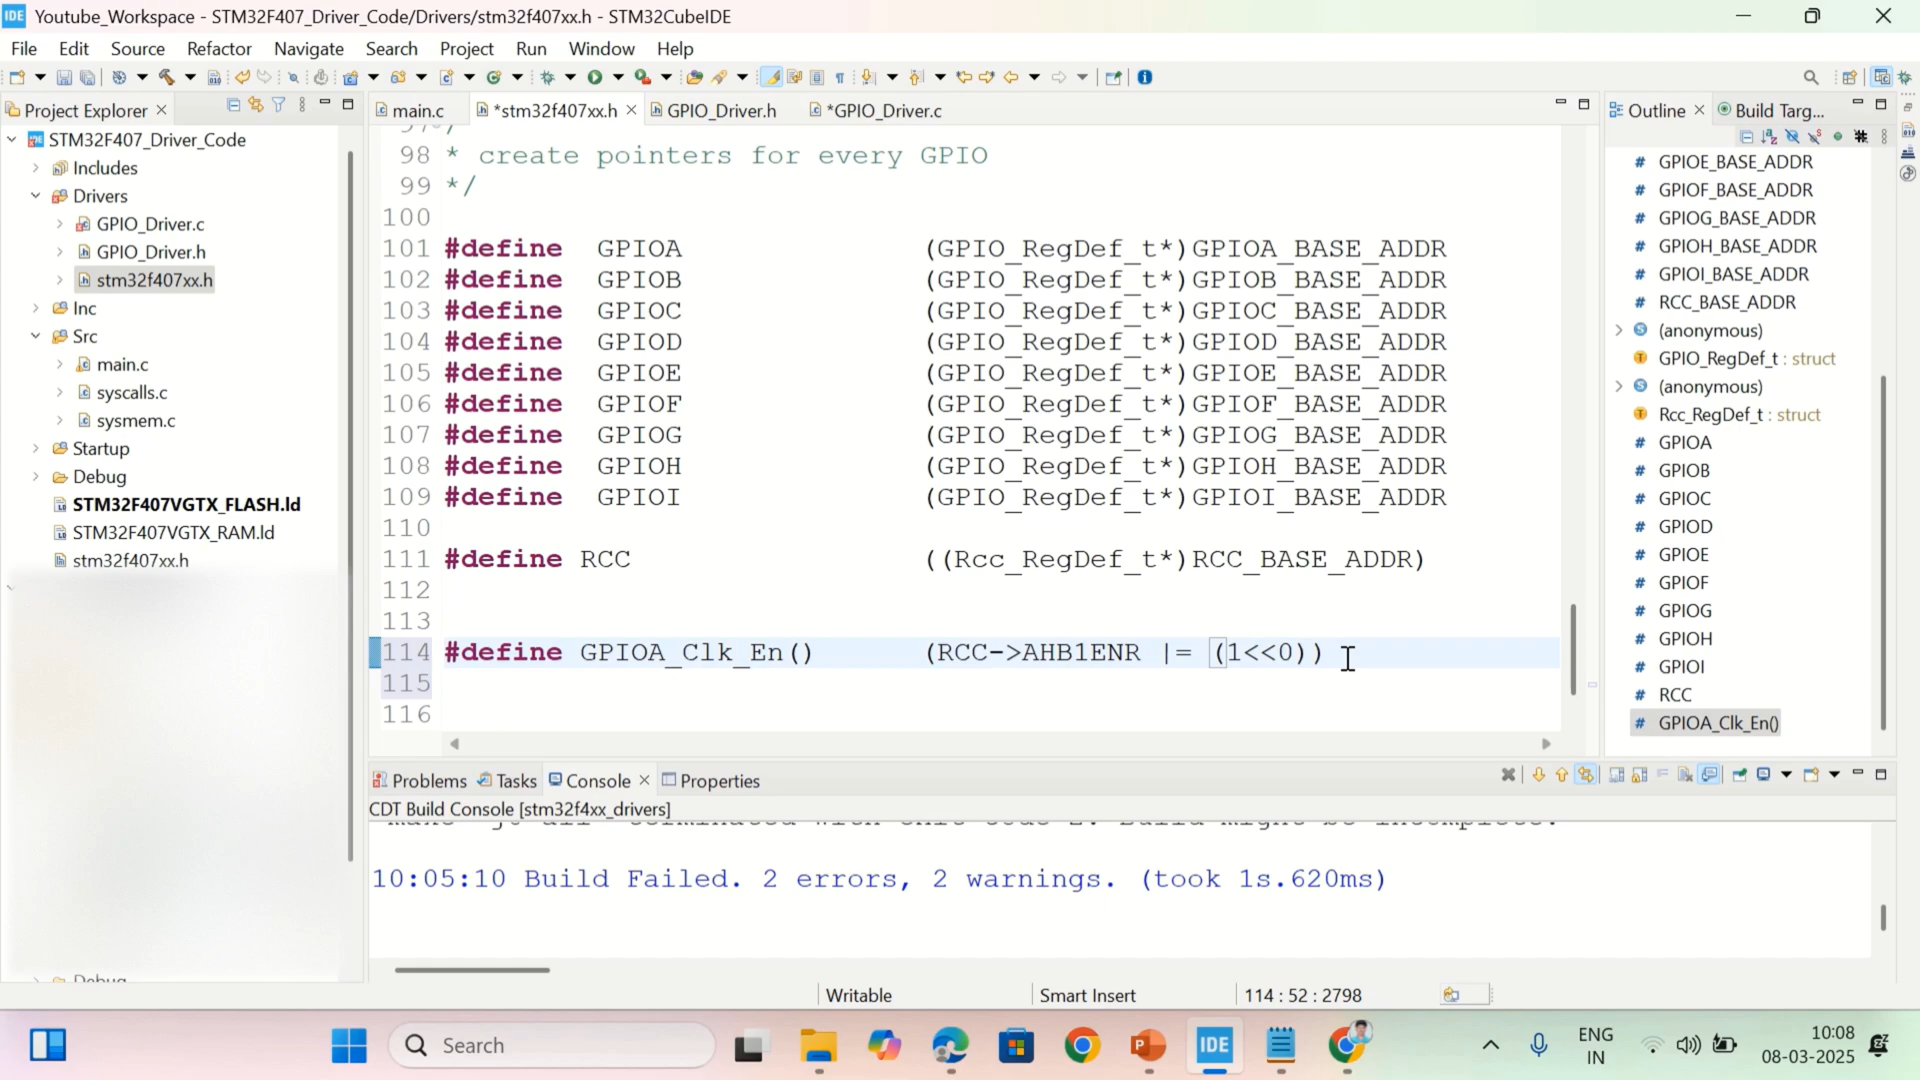 IDE Youtube_Workspace - STM32F407_Driver_Code/Drivers/stm32f407xx.h - STM32CubeIDE
File Edit Source Refactor Navigate Search Project Run Window Help
Project Explorer
main.c *stm32f407xx.h GPIO_Driver.h *GPIO_Driver.c
Outline Build Targ...
STM32F407_Driver_Code
Includes
Drivers
GPIO_Driver.c
GPIO_Driver.h
stm32f407xx.h
Inc
Src
main.c
syscalls.c
sysmem.c
Startup
Debug
STM32F407VGTX_FLASH.ld
STM32F407VGTX_RAM.ld
stm32f407xx.h
98 * create pointers for every GPIO
99 */
100
101 #define GPIOA (GPIO_RegDef_t*)GPIOA_BASE_ADDR
102 #define GPIOB (GPIO_RegDef_t*)GPIOB_BASE_ADDR
103 #define GPIOC (GPIO_RegDef_t*)GPIOC_BASE_ADDR
104 #define GPIOD (GPIO_RegDef_t*)GPIOD_BASE_ADDR
105 #define GPIOE (GPIO_RegDef_t*)GPIOE_BASE_ADDR
106 #define GPIOF (GPIO_RegDef_t*)GPIOF_BASE_ADDR
107 #define GPIOG (GPIO_RegDef_t*)GPIOG_BASE_ADDR
108 #define GPIOH (GPIO_RegDef_t*)GPIOH_BASE_ADDR
109 #define GPIOI (GPIO_RegDef_t*)GPIOI_BASE_ADDR
110
111 #define RCC ((Rcc_RegDef_t*)RCC_BASE_ADDR)
112
113
114 #define GPIOA_Clk_En() (RCC->AHB1ENR |= (1<<0))
115
116
# GPIOE_BASE_ADDR
# GPIOF_BASE_ADDR
# GPIOG_BASE_ADDR
# GPIOH_BASE_ADDR
# GPIOI_BASE_ADDR
# RCC_BASE_ADDR
(anonymous)
GPIO_RegDef_t : struct
(anonymous)
Rcc_RegDef_t : struct
# GPIOA
# GPIOB
# GPIOC
# GPIOD
# GPIOE
# GPIOF
# GPIOG
# GPIOH
# GPIOI
# RCC
# GPIOA_Clk_En()
Problems Tasks Console Properties
CDT Build Console [stm32f4xx_drivers]
10:05:10 Build Failed. 2 errors, 2 warnings. (took 1s.620ms)
Writable Smart Insert 114 : 52 : 2798
Search
IDE
ENG
IN
10:08
08-03-2025